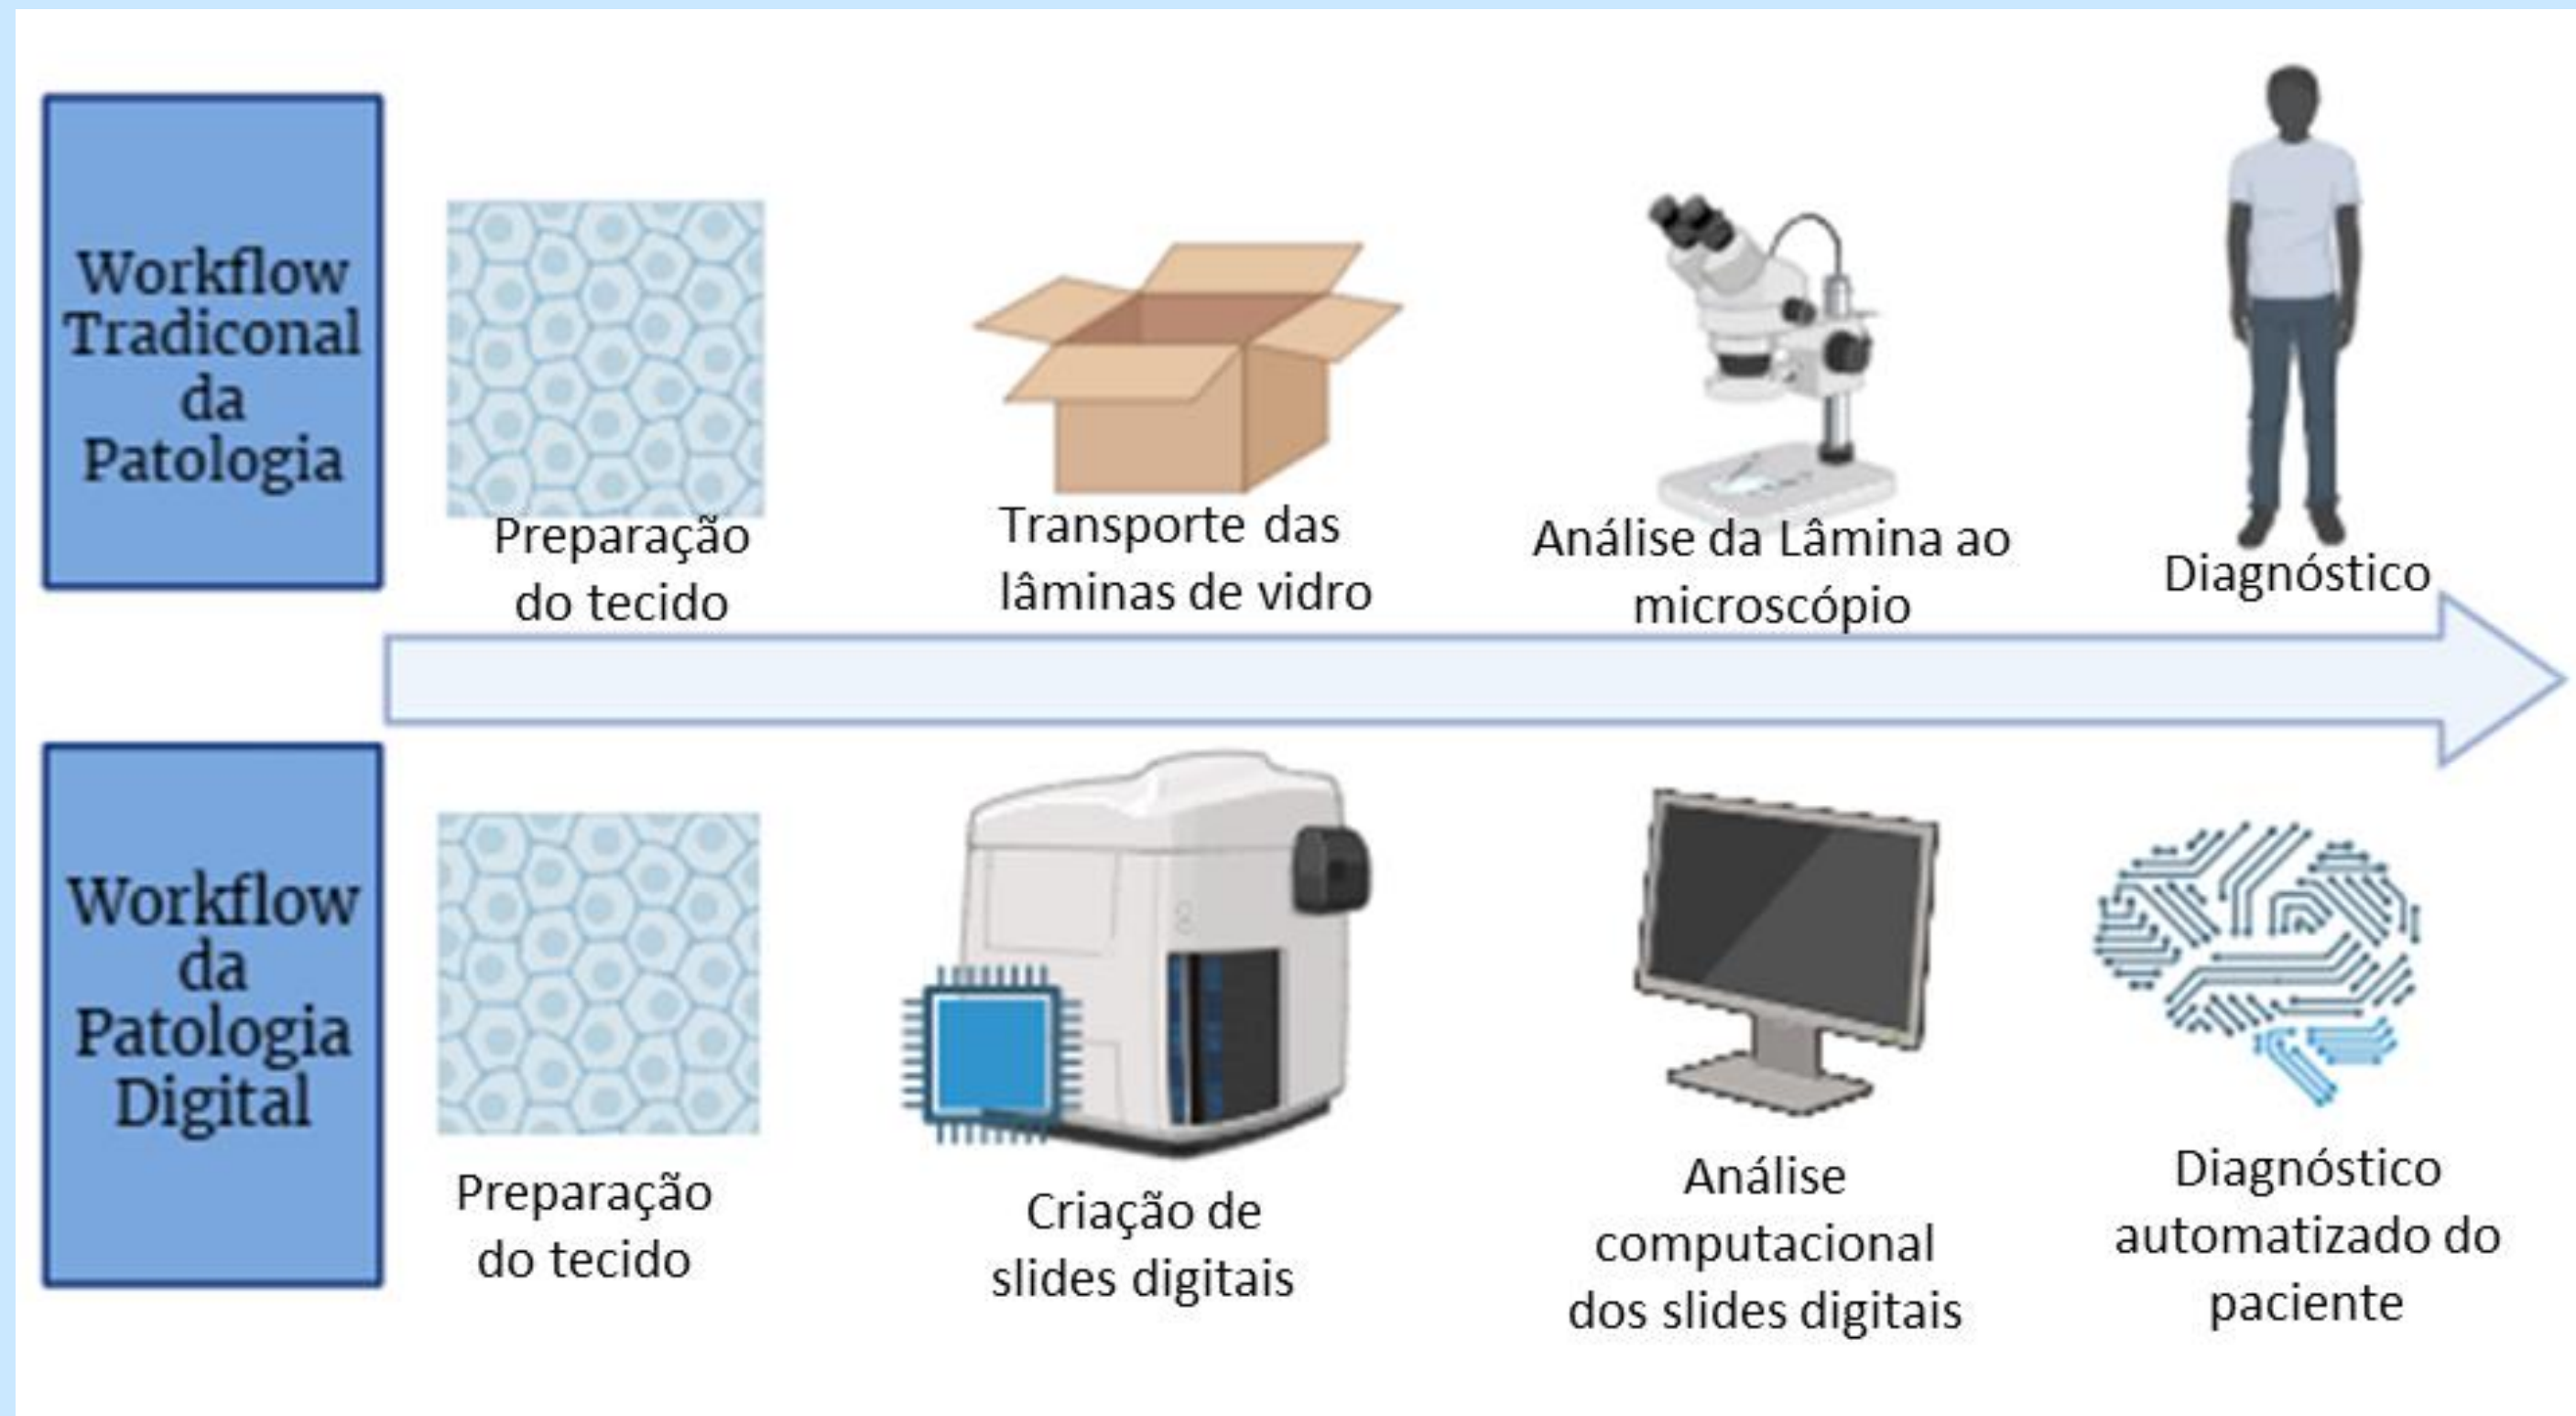 Workflow
Tradiconal
da
Patologia
Preparação
do tecido
Transporte das
lâminas de vidro
Análise da Lâmina ao
microscópio
Diagnóstico
Workflow
da
Patologia
Digital
Preparação
do tecido
Criação de
slides digitais
Análise
computacional
dos slides digitais
Diagnóstico
automatizado do
paciente